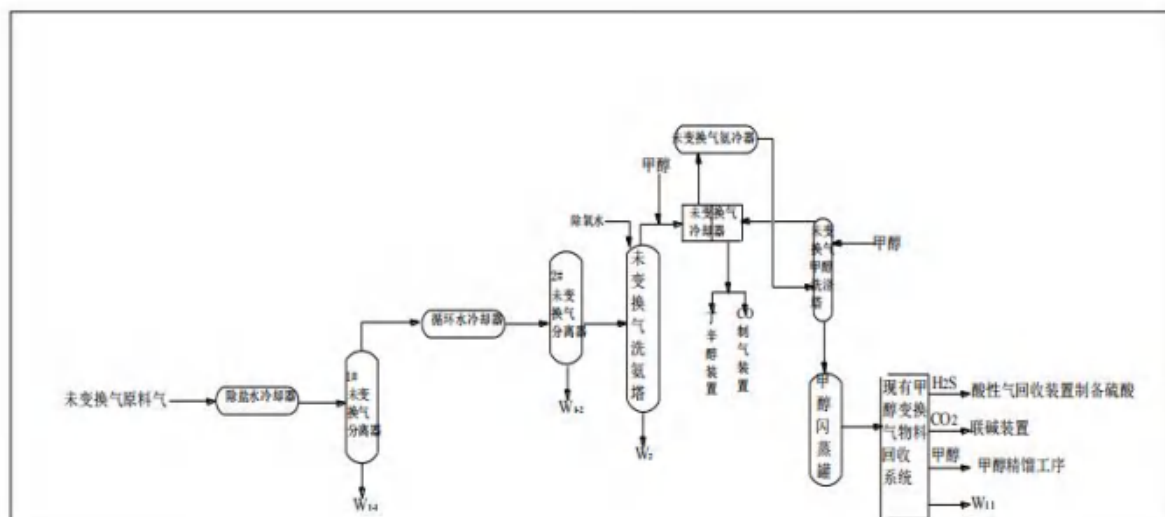 未变换气氨冷器
甲醇
除氧水
未变换气
冷却器
未变换气甲醇洗涤塔
甲醇
2#
未变
换气
分离器
未变换气洗氨塔
循环水冷却器
丁辛醇装置
CO制气装置
1#
未变
换气
分离器
未变换气原料气
除盐水冷却器
W1-2
W2
W1-1
甲醇闪蒸罐
现有甲
醇变换
气物料
回收
系统
H2S
酸性气回收装置制备硫酸
CO2
联碱装置
甲醇
甲醇精馏工序
W11